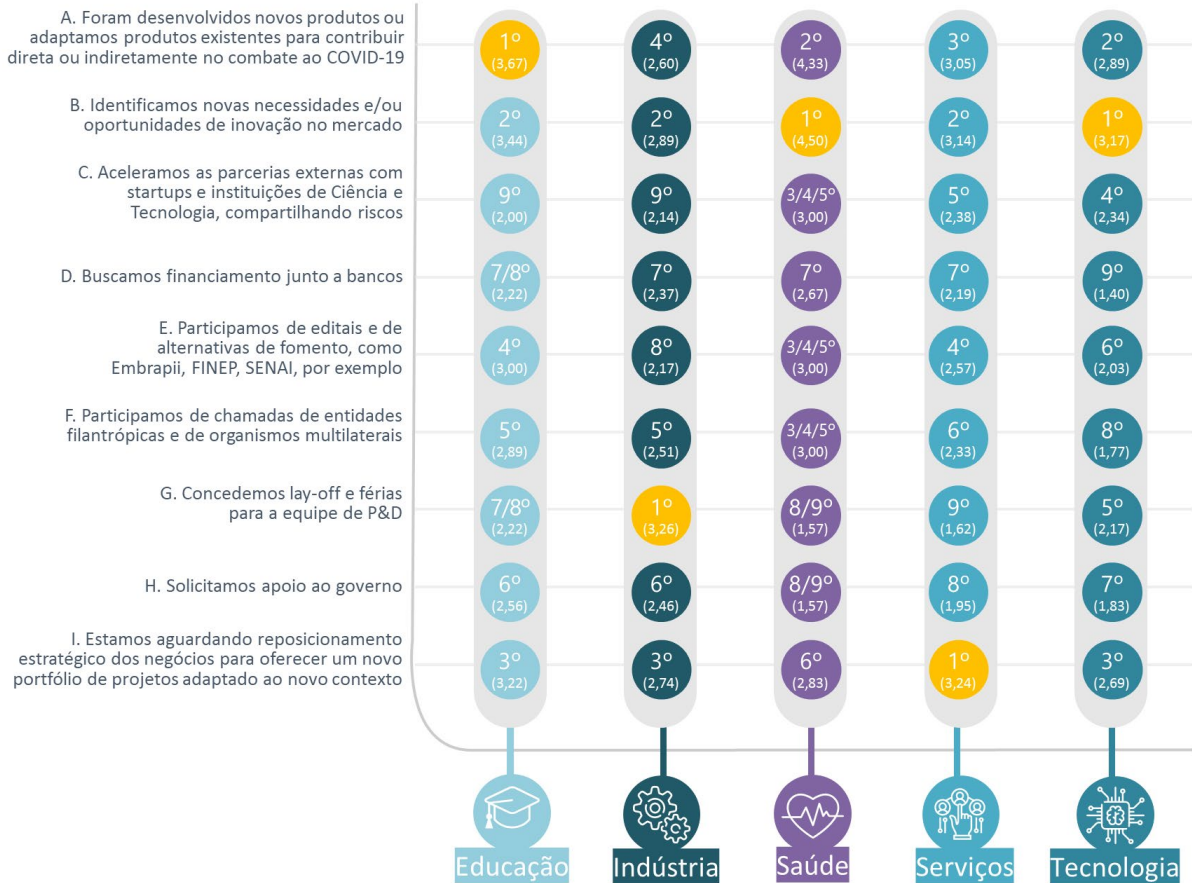 A. Foram desenvolvidos novos produtos ou
adaptamos produtos existentes para contribuir
direta ou indiretamente no combate ao COVID-19
1º 4º 2º 3º 2º
(3,67) (2,60) (4,33) (3,05) (2,89)
B. Identificamos novas necessidades e/ou
oportunidades de inovação no mercado
2º 2º 1º 2º 1º
(3,44) (2,89) (4,50) (3,14) (3,17)
C. Aceleramos as parcerias externas com
startups e instituições de Ciência e
Tecnologia, compartilhando riscos
9º 9º 3/4/5º 5º 4º
(2,00) (2,14) (3,00) (2,38) (2,34)
D. Buscamos financiamento junto a bancos
7/8º 7º 7º 7º 9º
(2,22) (2,37) (2,67) (2,19) (1,40)
E. Participamos de editais e de
alternativas de fomento, como
Embrapii, FINEP, SENAI, por exemplo
4º 8º 3/4/5º 4º 6º
(3,00) (2,17) (3,00) (2,57) (2,03)
F. Participamos de chamadas de entidades
filantrópicas e de organismos multilaterais
5º 5º 3/4/5º 6º 8º
(2,89) (2,51) (3,00) (2,33) (1,77)
G. Concedemos lay-off e férias
para a equipe de P&D
7/8º 1º 8/9º 9º 5º
(2,22) (3,26) (1,57) (1,62) (2,17)
H. Solicitamos apoio ao governo
6º 6º 8/9º 8º 7º
(2,56) (2,46) (1,57) (1,95) (1,83)
I. Estamos aguardando reposicionamento
estratégico dos negócios para oferecer um novo
portfólio de projetos adaptado ao novo contexto
3º 3º 6º 1º 3º
(3,22) (2,74) (2,83) (3,24) (2,69)
Educação Indústria Saúde Serviços Tecnologia